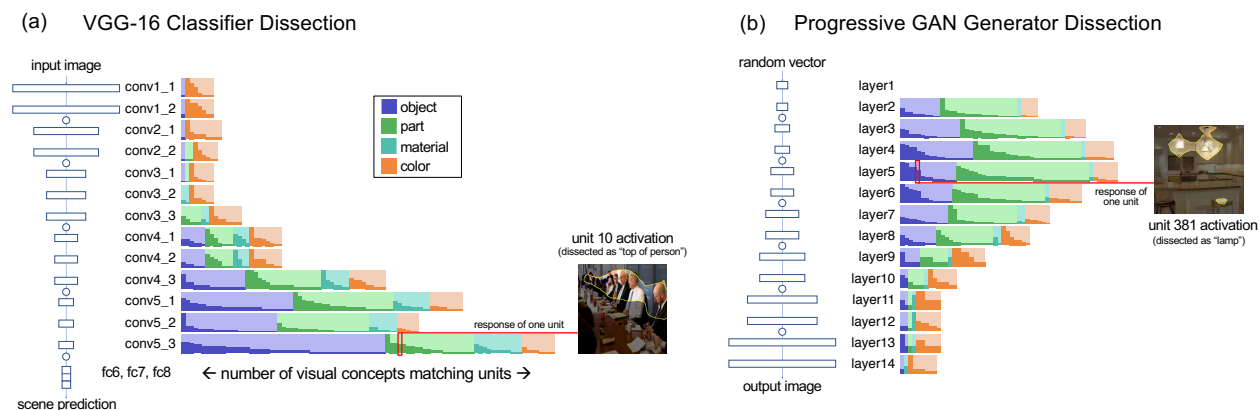 (a) VGG-16 Classifier Dissection
input image
conv1_1
conv1_2
conv2_1
conv2_2
conv3_1
conv3_2
conv3_3
conv4_1
conv4_2
conv4_3
conv5_1
conv5_2
conv5_3
fc6, fc7, fc8
scene prediction
object
part
material
color
unit 10 activation
(dissected as “top of person”)
response of one unit
← number of visual concepts matching units →
(b) Progressive GAN Generator Dissection
random vector
layer1
layer2
layer3
layer4
layer5
layer6
layer7
layer8
layer9
layer10
layer11
layer12
layer13
layer14
output image
response of
one unit
unit 381 activation
(dissected as “lamp”)